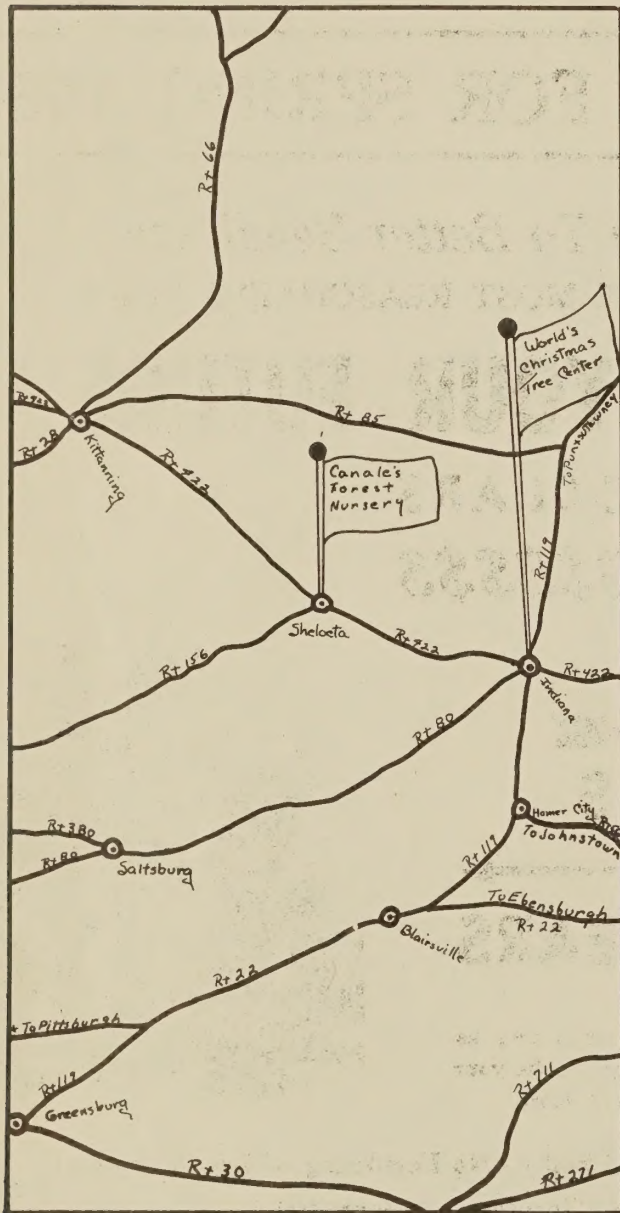 Rt 66
World's
Christmas
Tree Center
Rt 28
Kittanning
Rt 85
To Punxsutawney
Rt 422
Canale's
Forest
Nursery
Rt 119
Sheloeta
Rt 422
Rt 156
Indiana
Rt 422
Rt 80
Homer City
To Johnstown
Rt 380
Rt 80
Saltsburg
Rt 119
To Ebensburgh
Rt 22
Blairsville
Rt 22
To Pittsburgh
Rt 119
Greensburg
Rt 711
Rt 30
Rt 271